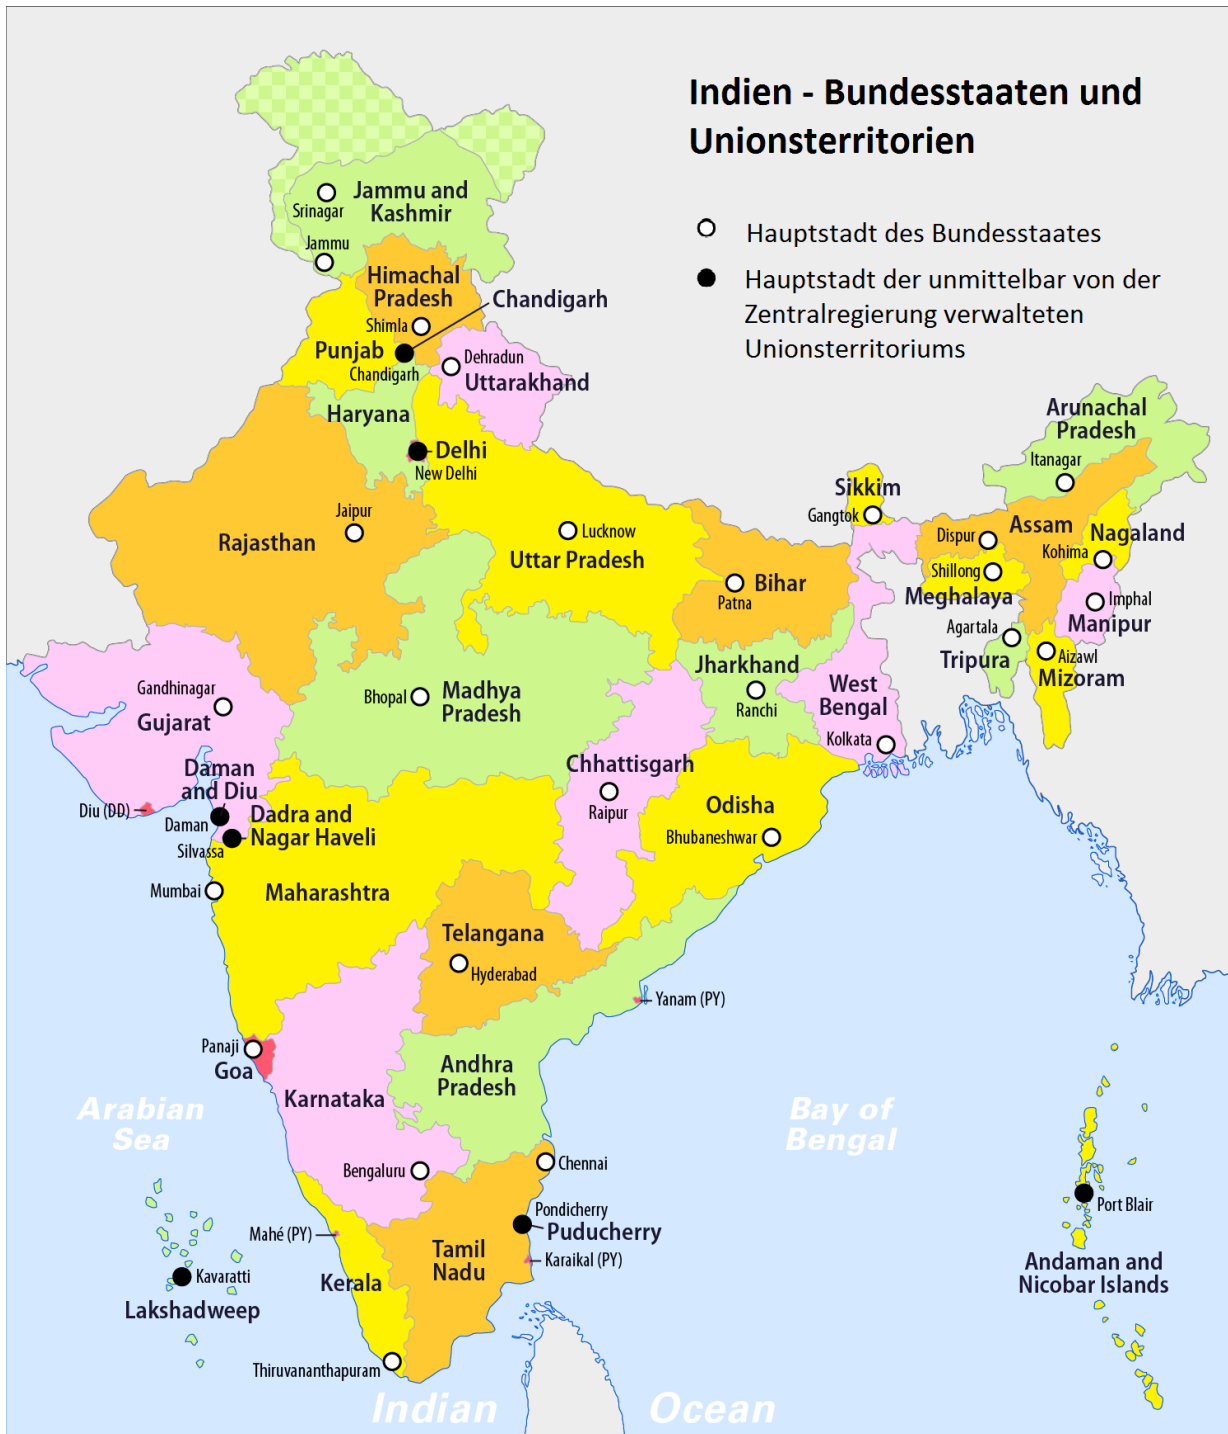 Indien - Bundesstaaten und
Unionsterritorien
Hauptstadt des Bundesstaates
Hauptstadt der unmittelbar von der
Zentralregierung verwalteten
Unionsterritoriums
Jammu and
Kashmir
Srinagar
Jammu
Himachal
Pradesh
Shimla
Chandigarh
Punjab
Chandigarh
Dehradun
Uttarakhand
Haryana
Delhi
New Delhi
Arunachal
Pradesh
Itanagar
Sikkim
Gangtok
Jaipur
Rajasthan
Lucknow
Uttar Pradesh
Bihar
Patna
Dispur
Assam
Nagaland
Kohima
Shillong
Meghalaya
Imphal
Manipur
Agartala
Tripura
Aizawl
Mizoram
Gandhinagar
Gujarat
Bhopal
Madhya
Pradesh
Jharkhand
Ranchi
West
Bengal
Kolkata
Daman
and Diu
Diu (DD)
Daman
Dadra and
Nagar Haveli
Silvassa
Chhattisgarh
Raipur
Odisha
Bhubaneshwar
Mumbai
Maharashtra
Telangana
Hyderabad
Yanam (PY)
Panaji
Goa
Karnataka
Andhra
Pradesh
Arabian
Sea
Bay of
Bengal
Bengaluru
Chennai
Pondicherry
Puducherry
Mahé (PY)
Karaikal (PY)
Tamil
Nadu
Kerala
Kavaratti
Lakshadweep
Port Blair
Andaman and
Nicobar Islands
Thiruvananthapuram
Indian Ocean